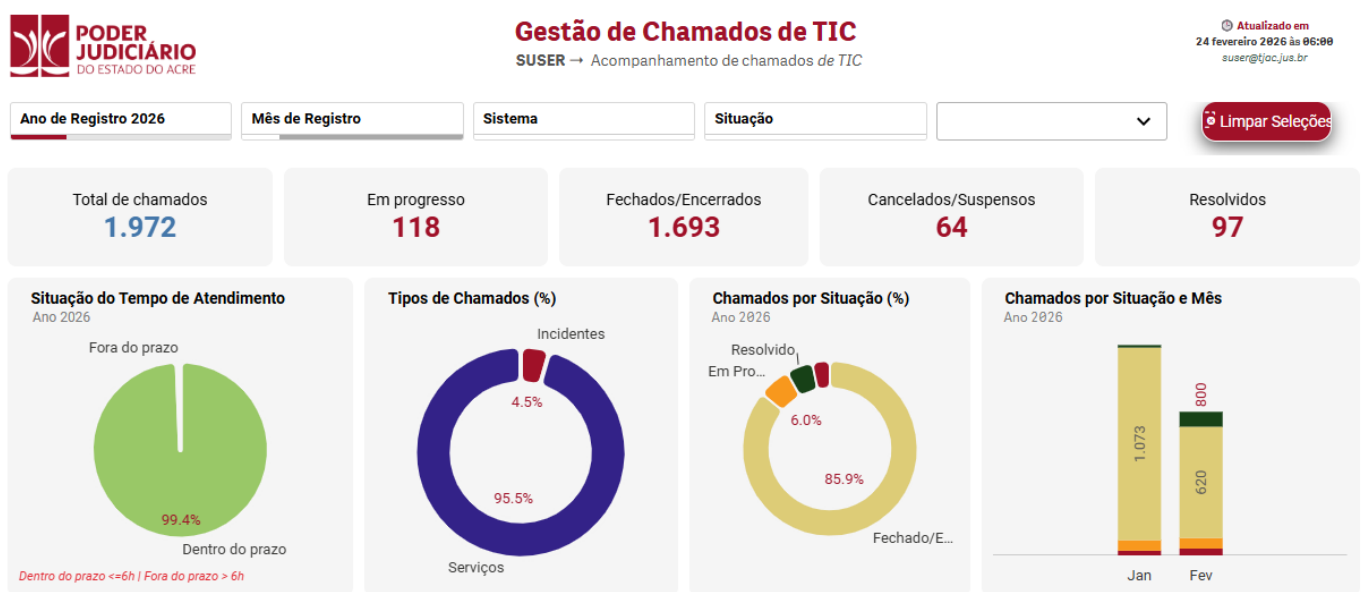 PODER
JUDICIÁRIO
DO ESTADO DO ACRE
Gestão de Chamados de TIC
SUSER → Acompanhamento de chamados de TIC
Atualizado em
24 fevereiro 2026 às 06:00
suser@tjac.jus.br
Ano de Registro 2026
Mês de Registro
Sistema
Situação
Limpar Seleções
Total de chamados
1.972
Em progresso
118
Fechados/Encerrados
1.693
Cancelados/Suspensos
64
Resolvidos
97
Situação do Tempo de Atendimento
Ano 2026
Fora do prazo
99.4%
Dentro do prazo
Dentro do prazo <=6h | Fora do prazo > 6h
Tipos de Chamados (%)
Incidentes
4.5%
95.5%
Serviços
Chamados por Situação (%)
Ano 2026
Resolvido
Em Pro...
6.0%
85.9%
Fechado/E...
Chamados por Situação e Mês
Ano 2026
800
1.073
620
Jan
Fev